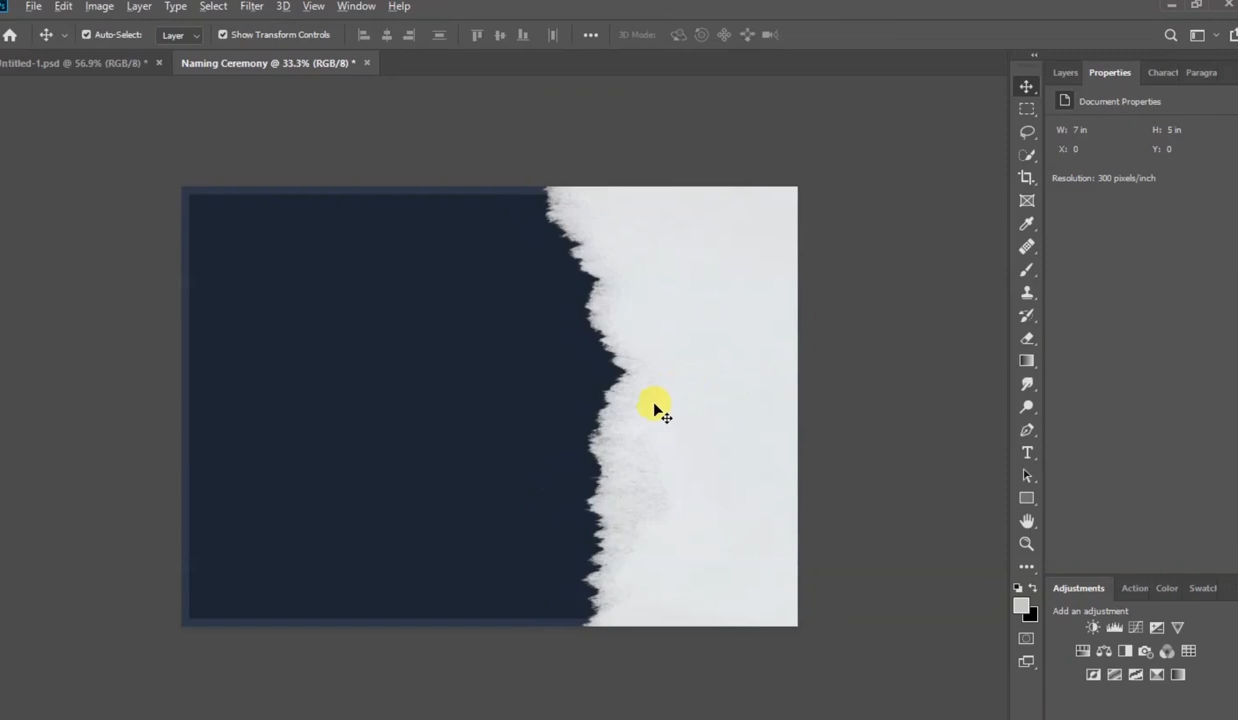 Ps File Edit Image Layer Type Select Filter 3D View Window Help
Auto-Select: Layer Show Transform Controls 3D Mode:
ntitled-1.psd @ 56.9% (RGB/8) * × Naming Ceremony @ 33.3% (RGB/8) * ×
Layers Properties Charact Paragra
Document Properties
W: 7 in H: 5 in
X: 0 Y: 0
Resolution: 300 pixels/inch
T
Adjustments Action Color Swatch
Add an adjustment